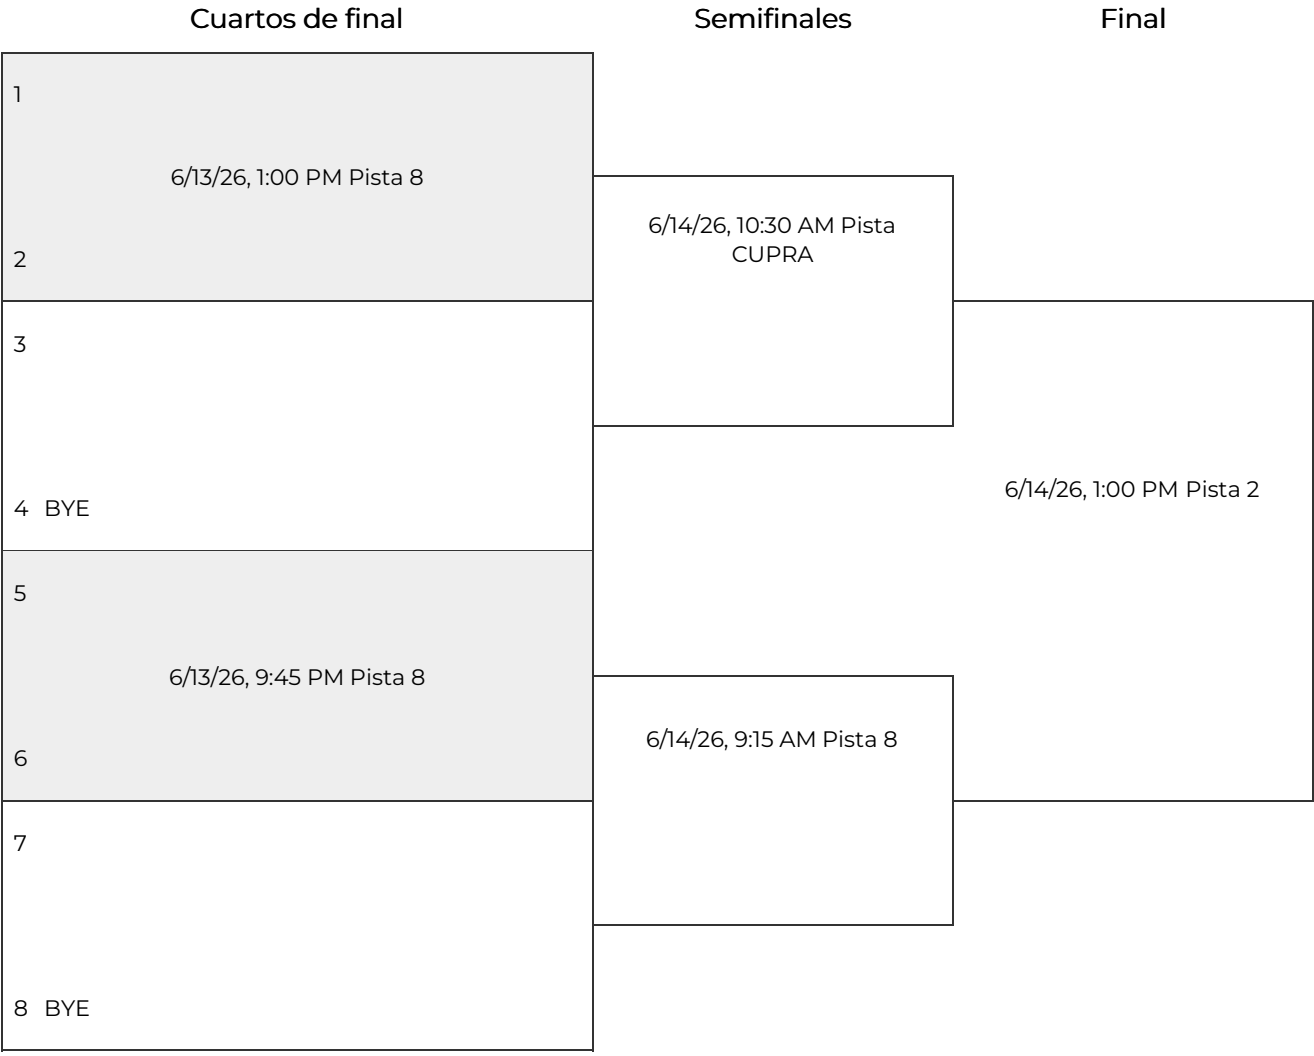 Cuartos de final
Semifinales
Final
1
6/13/26, 1:00 PM Pista 8
2
6/14/26, 10:30 AM Pista
CUPRA
3
4 BYE
6/14/26, 1:00 PM Pista 2
5
6/13/26, 9:45 PM Pista 8
6
6/14/26, 9:15 AM Pista 8
7
8 BYE